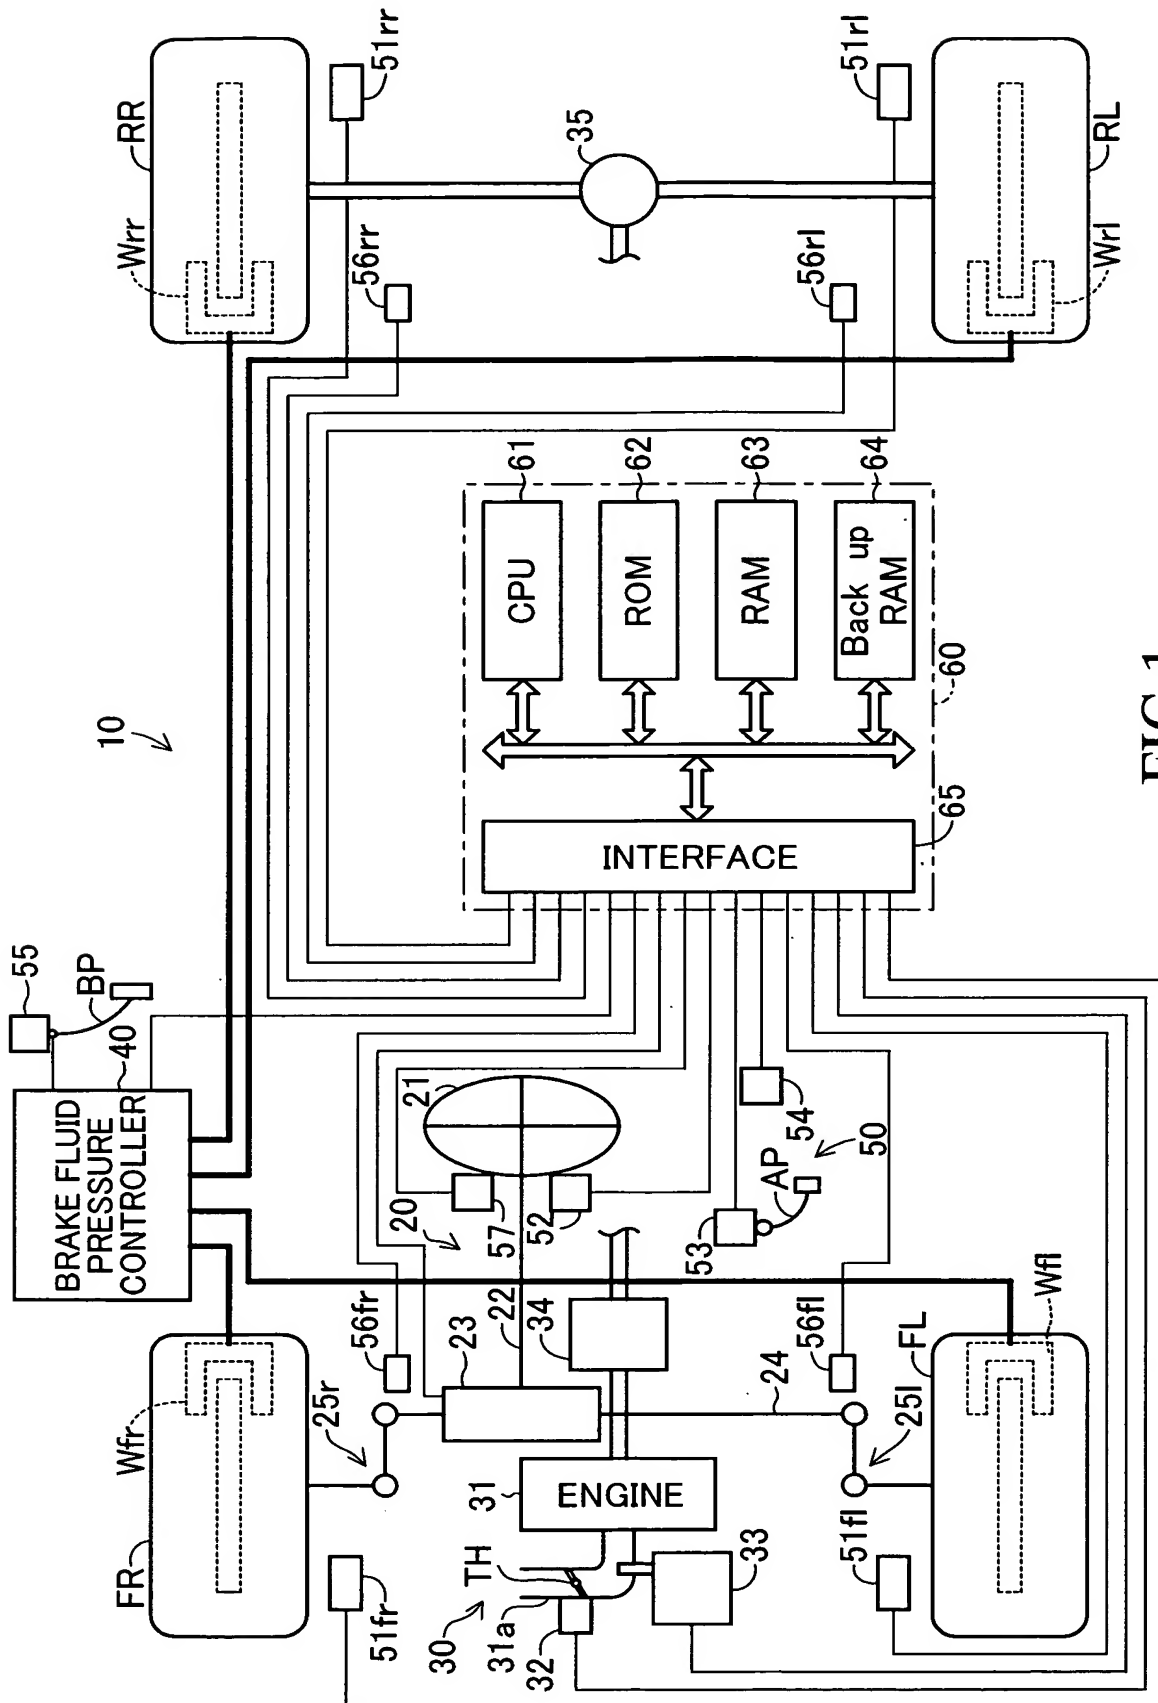 10
BRAKE FLUID
PRESSURE
CONTROLLER
40
55
BP
FR
Wfr
51fr
25r
56fr
20
21
22
23
24
57
52
53
AP
54
50
30
TH
31a
32
31
ENGINE
33
34
56fl
25l
51fl
FL
Wfl
INTERFACE
65
60
CPU
61
ROM
62
RAM
63
Back up
RAM
64
RR
Wrr
51rr
56rr
35
56rl
51rl
RL
Wrl
FIG.1